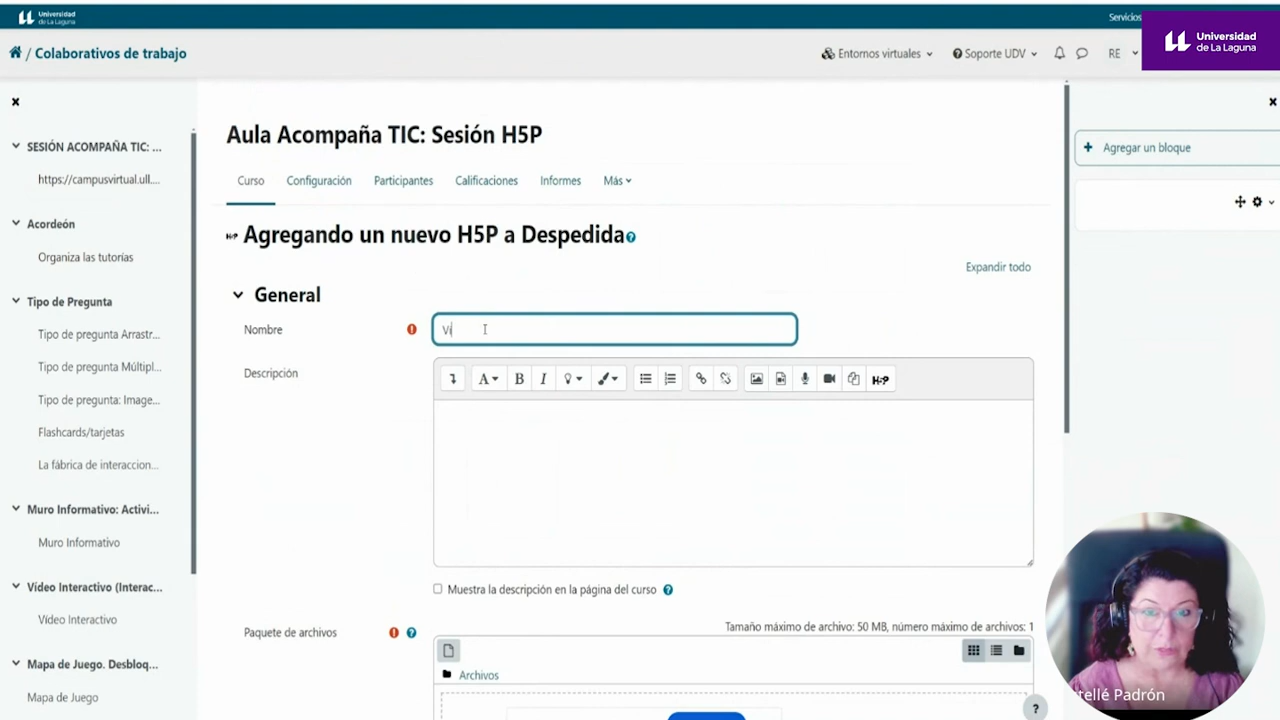 Universidad
de La Laguna
Servicios
Universidad
de La Laguna
/ Colaborativos de trabajo
Entornos virtuales
Soporte UDV
RE
SESIÓN ACOMPAÑA TIC: ...
https://campusvirtual.ull....
Acordeón
Organiza las tutorías
Tipo de Pregunta
Tipo de pregunta Arrastr...
Tipo de pregunta Múltipl...
Tipo de pregunta: Image...
Flashcards/tarjetas
La fábrica de interaccion...
Muro Informativo: Activi...
Muro Informativo
Vídeo Interactivo (Interac...
Vídeo Interactivo
Mapa de Juego. Desbloq...
Mapa de Juego
Aula Acompaña TIC: Sesión H5P
Curso Configuración Participantes Calificaciones Informes Más
H5P Agregando un nuevo H5P a Despedida
Expandir todo
General
Nombre
Vi
Descripción
A B I H5P
Muestra la descripción en la página del curso
Paquete de archivos
Tamaño máximo de archivo: 50 MB, número máximo de archivos: 1
Archivos
+ Agregar un bloque
tellé Padrón
?